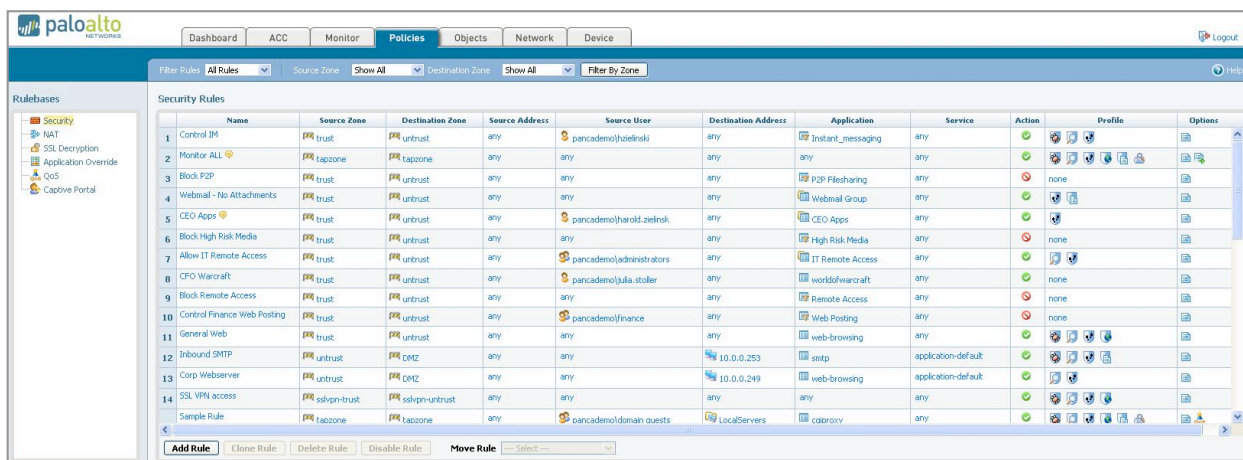 paloalto
NETWORKS
Dashboard ACC Monitor Policies Objects Network Device Logout
Filter Rules All Rules Source Zone Show All Destination Zone Show All Filter By Zone Help
Rulebases
Security
NAT
SSL Decryption
Application Override
QoS
Captive Portal
Security Rules
Name Source Zone Destination Zone Source Address Source User Destination Address Application Service Action Profile Options
1 Control IM trust untrust any pancademo\hzielinski any Instant_messaging any
2 Monitor ALL tapzone tapzone any any any any any
3 Block P2P trust untrust any any any P2P Filesharing any none
4 Webmail - No Attachments trust untrust any any any Webmail Group any
5 CEO Apps trust untrust any pancademo\harold.zielinsk any CEO Apps any
6 Block High Risk Media trust untrust any any any High Risk Media any none
7 Allow IT Remote Access trust untrust any pancademo\administrators any IT Remote Access any
8 CFO Warcraft trust untrust any pancademo\julia.stoller any worldofwarcraft any none
9 Block Remote Access trust untrust any any any Remote Access any none
10 Control Finance Web Posting trust untrust any pancademo\finance any Web Posting any none
11 General Web trust untrust any any any web-browsing any
12 Inbound SMTP untrust DMZ any any 10.0.0.253 smtp application-default
13 Corp Webserver untrust DMZ any any 10.0.0.249 web-browsing application-default
14 SSL VPN access sslvpn-trust sslvpn-untrust any any any any any
Sample Rule tapzone tapzone any pancademo\domain guests LocalServers cgiproxy any
Add Rule Clone Rule Delete Rule Disable Rule Move Rule --- Select ---